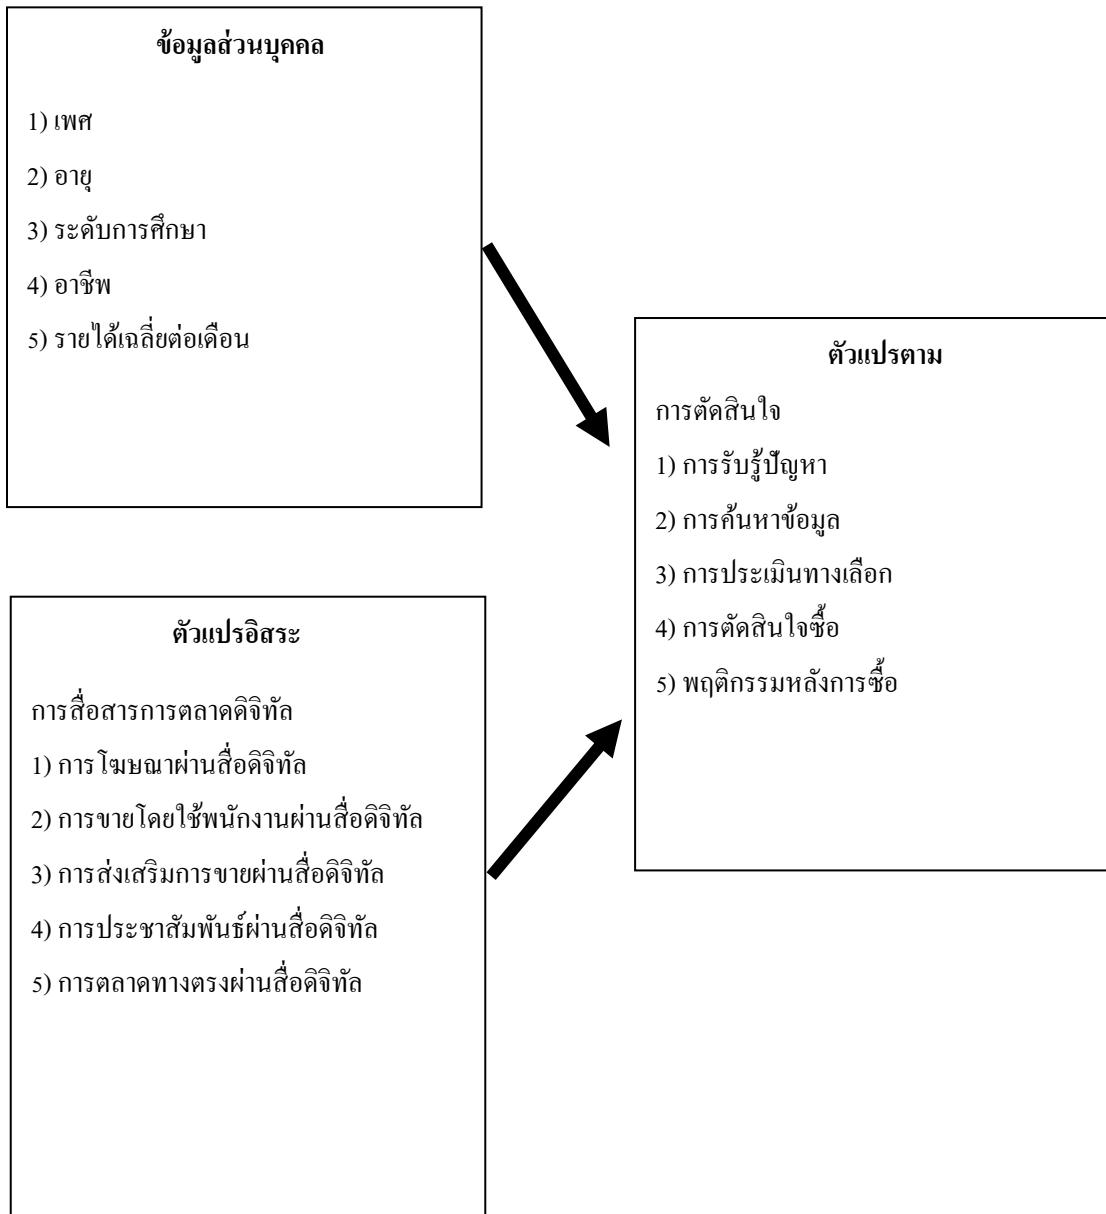 ข้อมูลส่วนบุคคล
1) เพศ
2) อายุ
3) ระดับการศึกษา
4) อาชีพ
5) รายได้เฉลี่ยต่อเดือน
ตัวแปรอิสระ
การสื่อสารการตลาดดิจิทัล
1) การโฆษณาผ่านสื่อดิจิทัล
2) การขายโดยใช้พนักงานผ่านสื่อดิจิทัล
3) การส่งเสริมการขายผ่านสื่อดิจิทัล
4) การประชาสัมพันธ์ผ่านสื่อดิจิทัล
5) การตลาดทางตรงผ่านสื่อดิจิทัล
ตัวแปรตาม
การตัดสินใจ
1) การรับรู้ปัญหา
2) การค้นหาข้อมูล
3) การประเมินทางเลือก
4) การตัดสินใจซื้อ
5) พฤติกรรมหลังการซื้อ